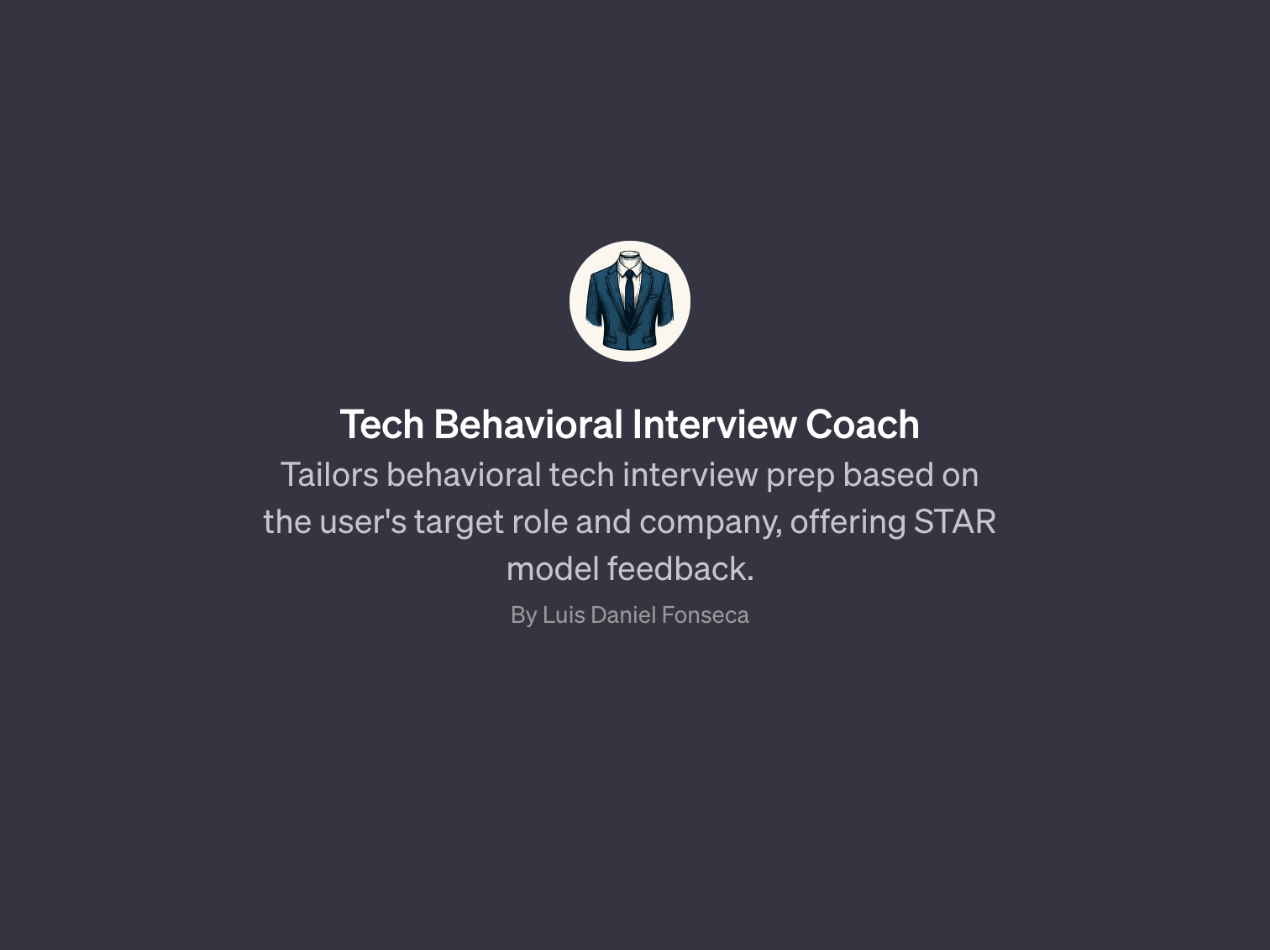 Tech Behavioral Interview Coach
Tailors behavioral tech interview prep based on
the user's target role and company, offering STAR
model feedback.
By Luis Daniel Fonseca